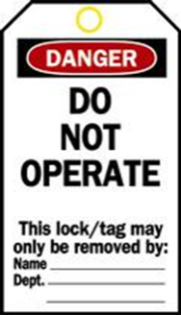 DANGER
DO
NOT
OPERATE
This lock/tag may
only be removed by:
Name
Dept.